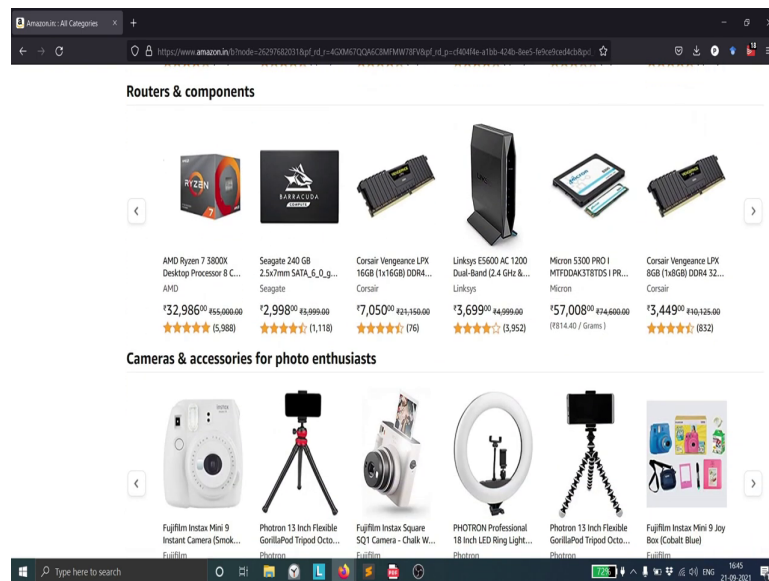 Amazon.in: All Categories
https://www.amazon.in/b?node=26297682031&pf_rd_r=4GXM67QQA6C8MFMW78FV&pf_rd_p=cf404f4e-a1bb-424b-8ee5-fe9ce9ced4cb&pd_
18
Routers & components
RYZEN
7
BARRACUDA
VENGEANCE
MICRON
VENGEANCE
AMD Ryzen 7 3800X Seagate 240 GB Corsair Vengeance LPX Linksys E5600 AC 1200 Micron 5300 PRO I Corsair Vengeance LPX
Desktop Processor 8 C... 2.5x7mm SATA_6_0_g... 16GB (1x16GB) DDR4... Dual-Band (2.4 GHz &... MTFDDAK3T8TDS I PR... 8GB (1x8GB) DDR4 32...
AMD Seagate Corsair Linksys Micron Corsair
₹32,986⁰⁰ ₹55,000.00 ₹2,998⁰⁰ ₹3,999.00 ₹7,050⁰⁰ ₹21,150.00 ₹3,699⁰⁰ ₹4,999.00 ₹57,008⁰⁰ ₹74,600.00 ₹3,449⁰⁰ ₹10,125.00
(5,988) (1,118) (76) (3,952) (₹814.40 / Grams ) (832)
Cameras & accessories for photo enthusiasts
Fujifilm Instax Mini 9 Photron 13 Inch Flexible Fujifilm Instax Square PHOTRON Professional Photron 13 Inch Flexible Fujifilm Instax Mini 9 Joy
Instant Camera (Smok... GorillaPod Tripod Octo... SQ1 Camera - Chalk W... 18 Inch LED Ring Light... GorillaPod Tripod Octo... Box (Cobalt Blue)
Fujifilm Photron Fujifilm Photron Photron Fujifilm
Type here to search
72%
ENG
16:45
21-09-2021